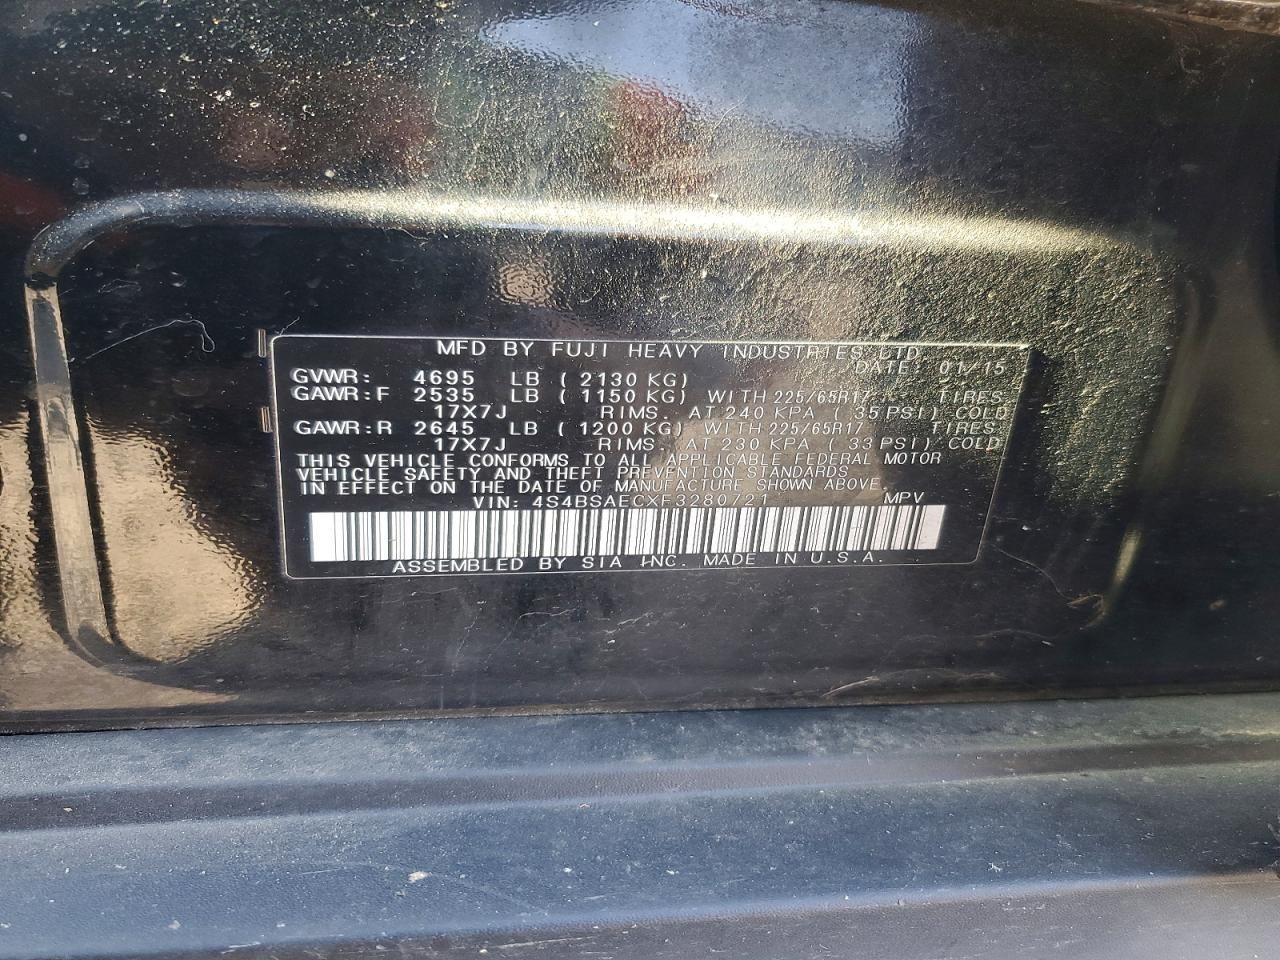 MFD BY FUJI HEAVY INDUSTRIES LTD.
DATE: 01/15
GVWR: 4695 LB ( 2130 KG)
GAWR:F 2535 LB ( 1150 KG) WITH 225/65R17 TIRES
17X7J RIMS. AT 240 KPA ( 35 PSI) COLD
GAWR:R 2645 LB ( 1200 KG) WITH 225/65R17 TIRES
17X7J RIMS. AT 230 KPA ( 33 PSI) COLD
THIS VEHICLE CONFORMS TO ALL APPLICABLE FEDERAL MOTOR
VEHICLE SAFETY AND THEFT PREVENTION STANDARDS
IN EFFECT ON THE DATE OF MANUFACTURE SHOWN ABOVE.
VIN: 4S4BSAECXF3280721 MPV
ASSEMBLED BY SIA INC. MADE IN U.S.A.